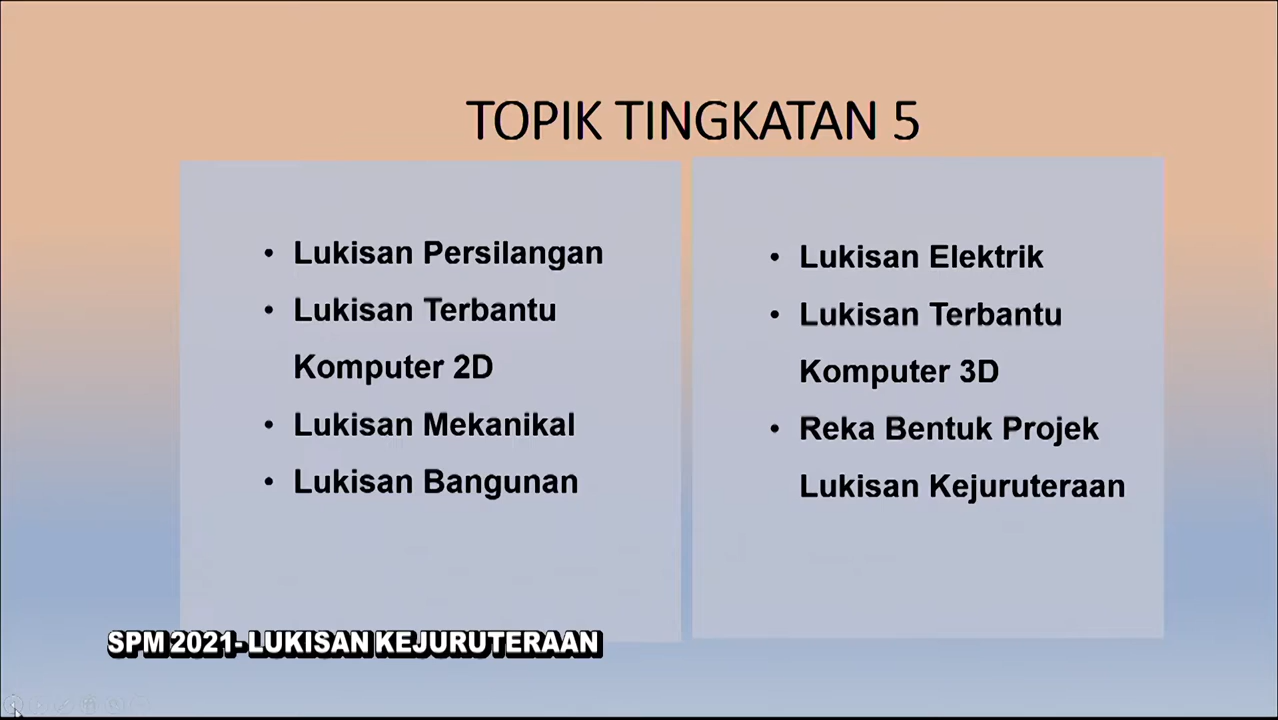 TOPIK TINGKATAN 5
• Lukisan Persilangan
• Lukisan Terbantu
Komputer 2D
• Lukisan Mekanikal
• Lukisan Bangunan
• Lukisan Elektrik
• Lukisan Terbantu
Komputer 3D
• Reka Bentuk Projek
Lukisan Kejuruteraan
SPM 2021- LUKISAN KEJURUTERAAN